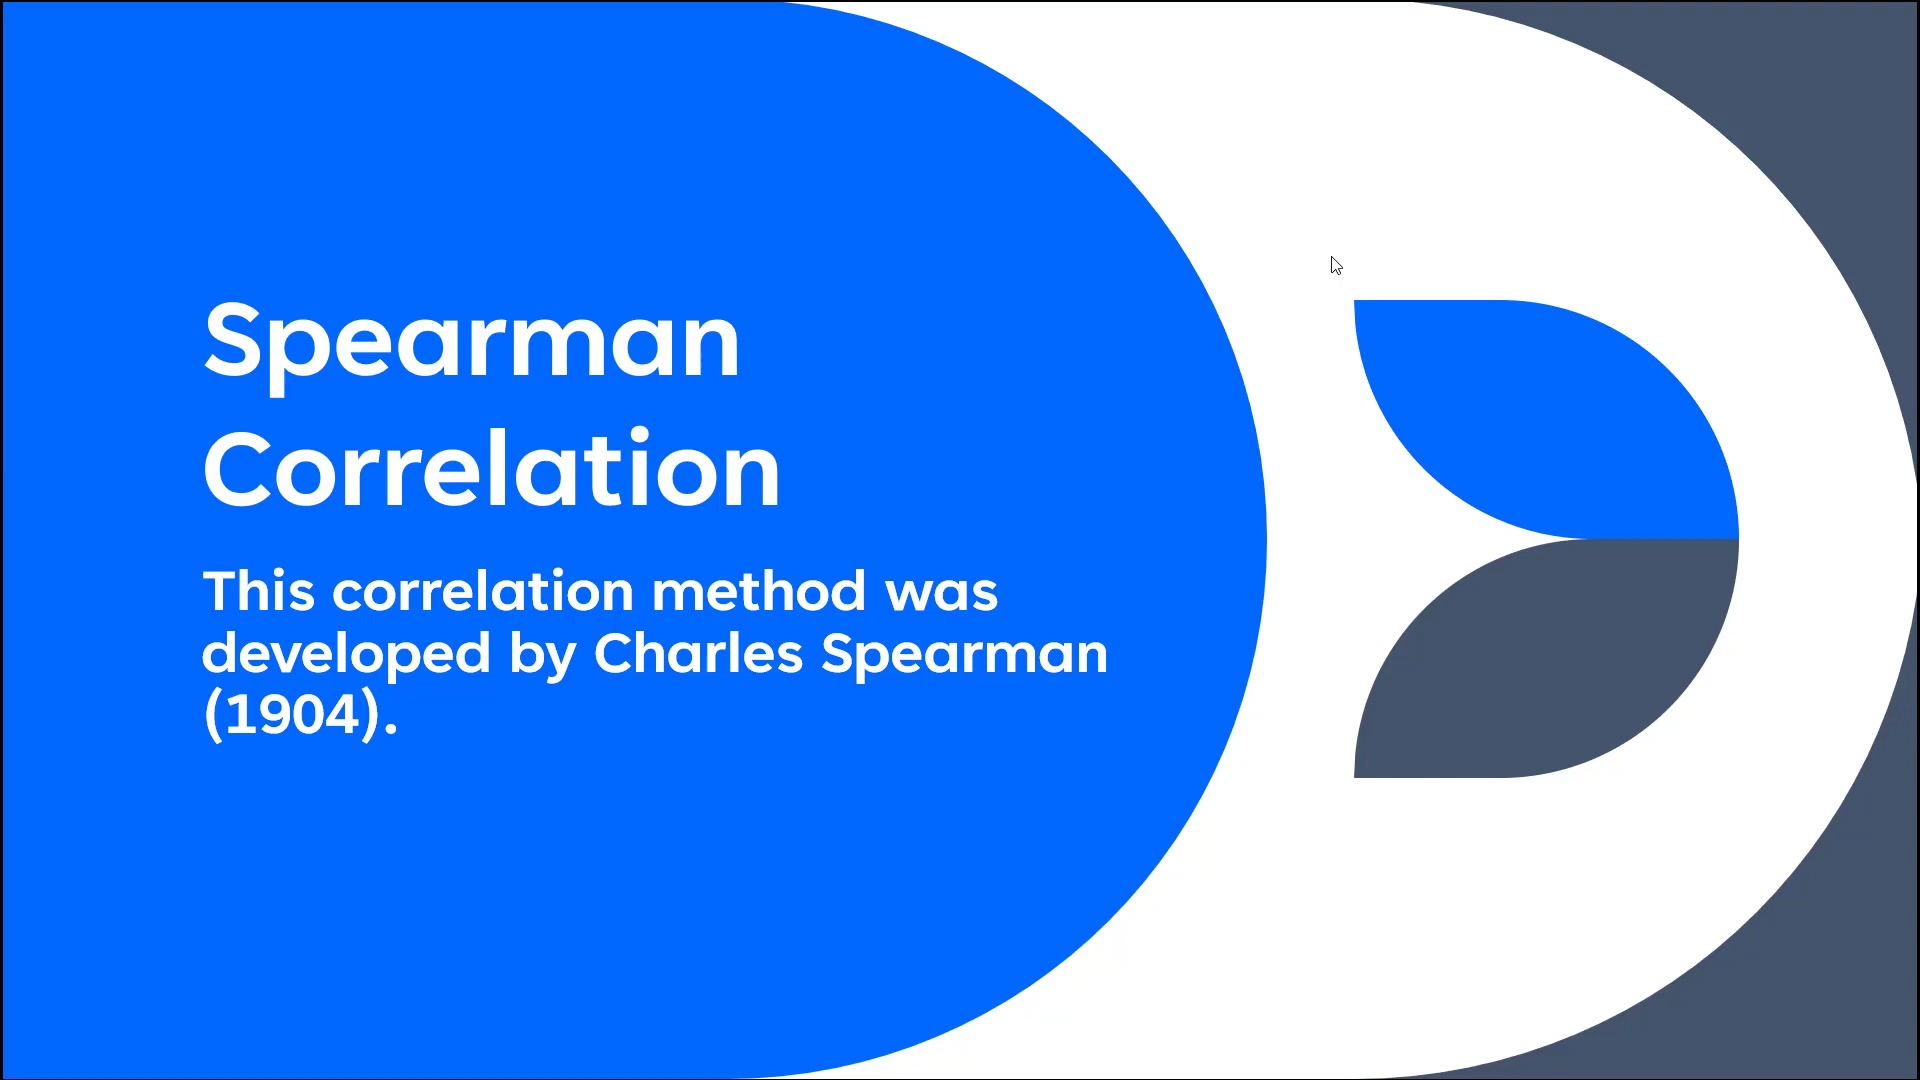 Spearman
Correlation
This correlation method was
developed by Charles Spearman
(1904).